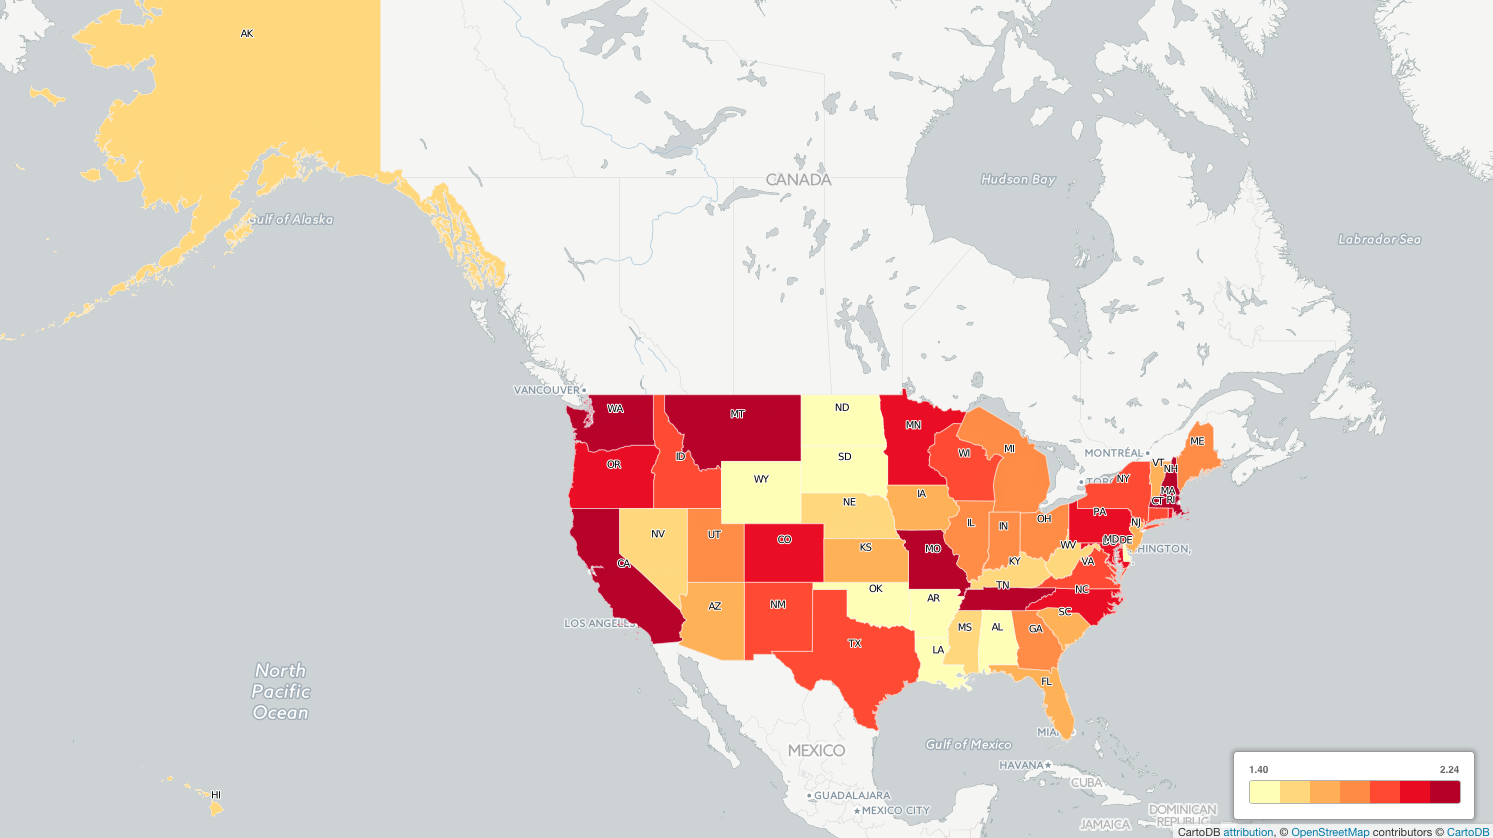 AK
CANADA
Hudson Bay
Gulf of Alaska
Labrador Sea
VANCOUVER
WA
MT
ND
MN
OR
ID
SD
WI
MI
ME
MONTRÉAL
VT
NH
WY
NE
IA
NY
MA
CT
RI
PA
NV
UT
CO
KS
MO
IL
IN
OH
NJ
MD
DE
WV
HINGTON,
VA
KY
CA
AZ
NM
OK
AR
TN
NC
SC
LOS ANGELES
TX
LA
MS
AL
GA
FL
North
Pacific
Ocean
MEXICO
Gulf of Mexico
HAVANA
CUBA
HI
GUADALAJARA
MEXICO CITY
JAMAICA
DOMINICAN
REPUBLIC
1.40
2.24
CartoDB attribution, © OpenStreetMap contributors © CartoDB